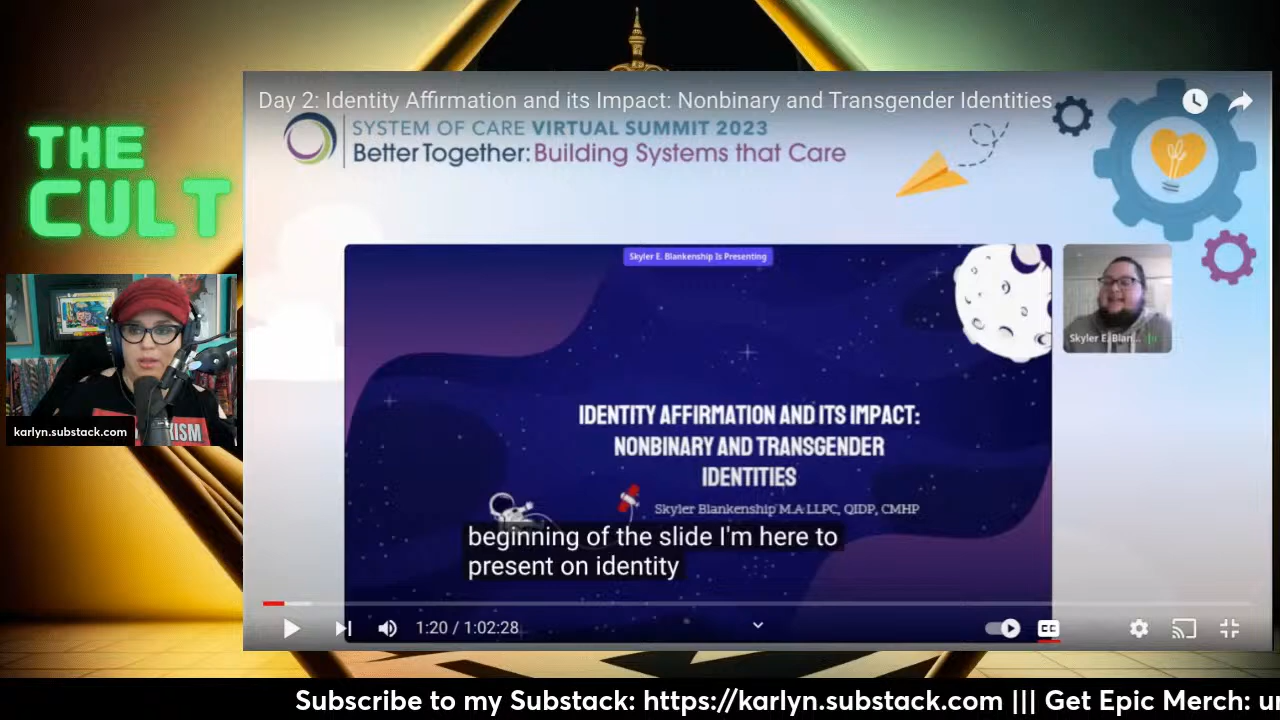 THE
CULT
karlyn.substack.com
Day 2: Identity Affirmation and its Impact: Nonbinary and Transgender Identities
SYSTEM OF CARE VIRTUAL SUMMIT 2023
Better Together: Building Systems that Care
Skyler E. Blankenship Is Presenting
Skyler E. Blan...
IDENTITY AFFIRMATION AND ITS IMPACT:
NONBINARY AND TRANSGENDER
IDENTITIES
Skyler Blankenship M.A LLPC, QIDP, CMHP
beginning of the slide I'm here to
present on identity
1:20 / 1:02:28
CC
Subscribe to my Substack: https://karlyn.substack.com ||| Get Epic Merch: